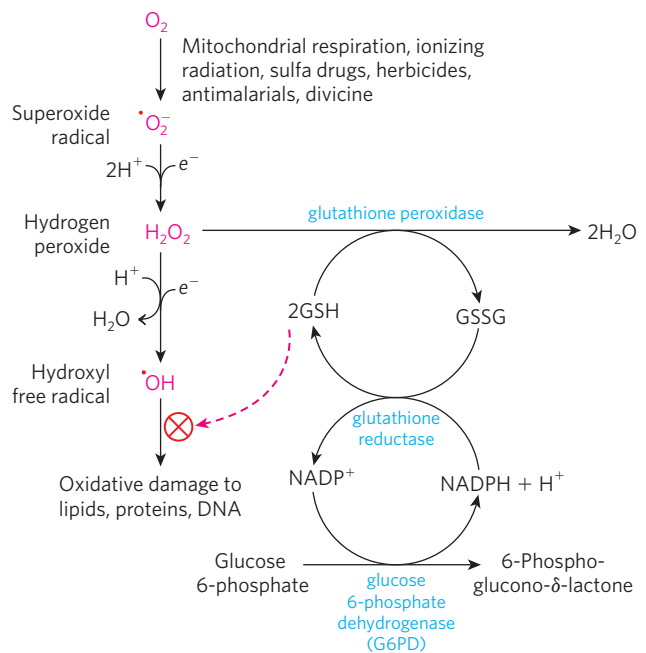 O₂
Mitochondrial respiration, ionizing
radiation, sulfa drugs, herbicides,
antimalarials, divicine
Superoxide
radical
•O₂⁻
2H⁺
e⁻
Hydrogen
peroxide
H₂O₂
glutathione peroxidase
2H₂O
H⁺
e⁻
H₂O
2GSH
GSSG
Hydroxyl
free radical
•OH
glutathione
reductase
Oxidative damage to
lipids, proteins, DNA
NADP⁺
NADPH + H⁺
Glucose
6-phosphate
6-Phospho-
glucono-δ-lactone
glucose
6-phosphate
dehydrogenase
(G6PD)